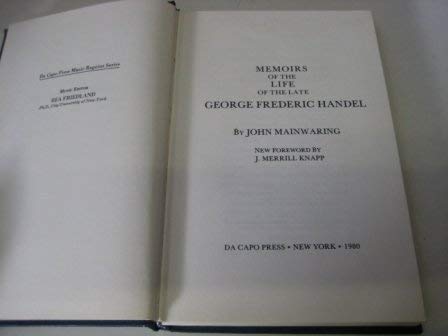 Da Capo Press Music Reprint Series
MUSIC EDITOR
BEA FRIEDLAND
Ph.D., City University of New York
MEMOIRS
OF THE
LIFE
OF THE LATE
GEORGE FREDERIC HANDEL
BY JOHN MAINWARING
NEW FOREWORD BY
J. MERRILL KNAPP
DA CAPO PRESS • NEW YORK • 1980